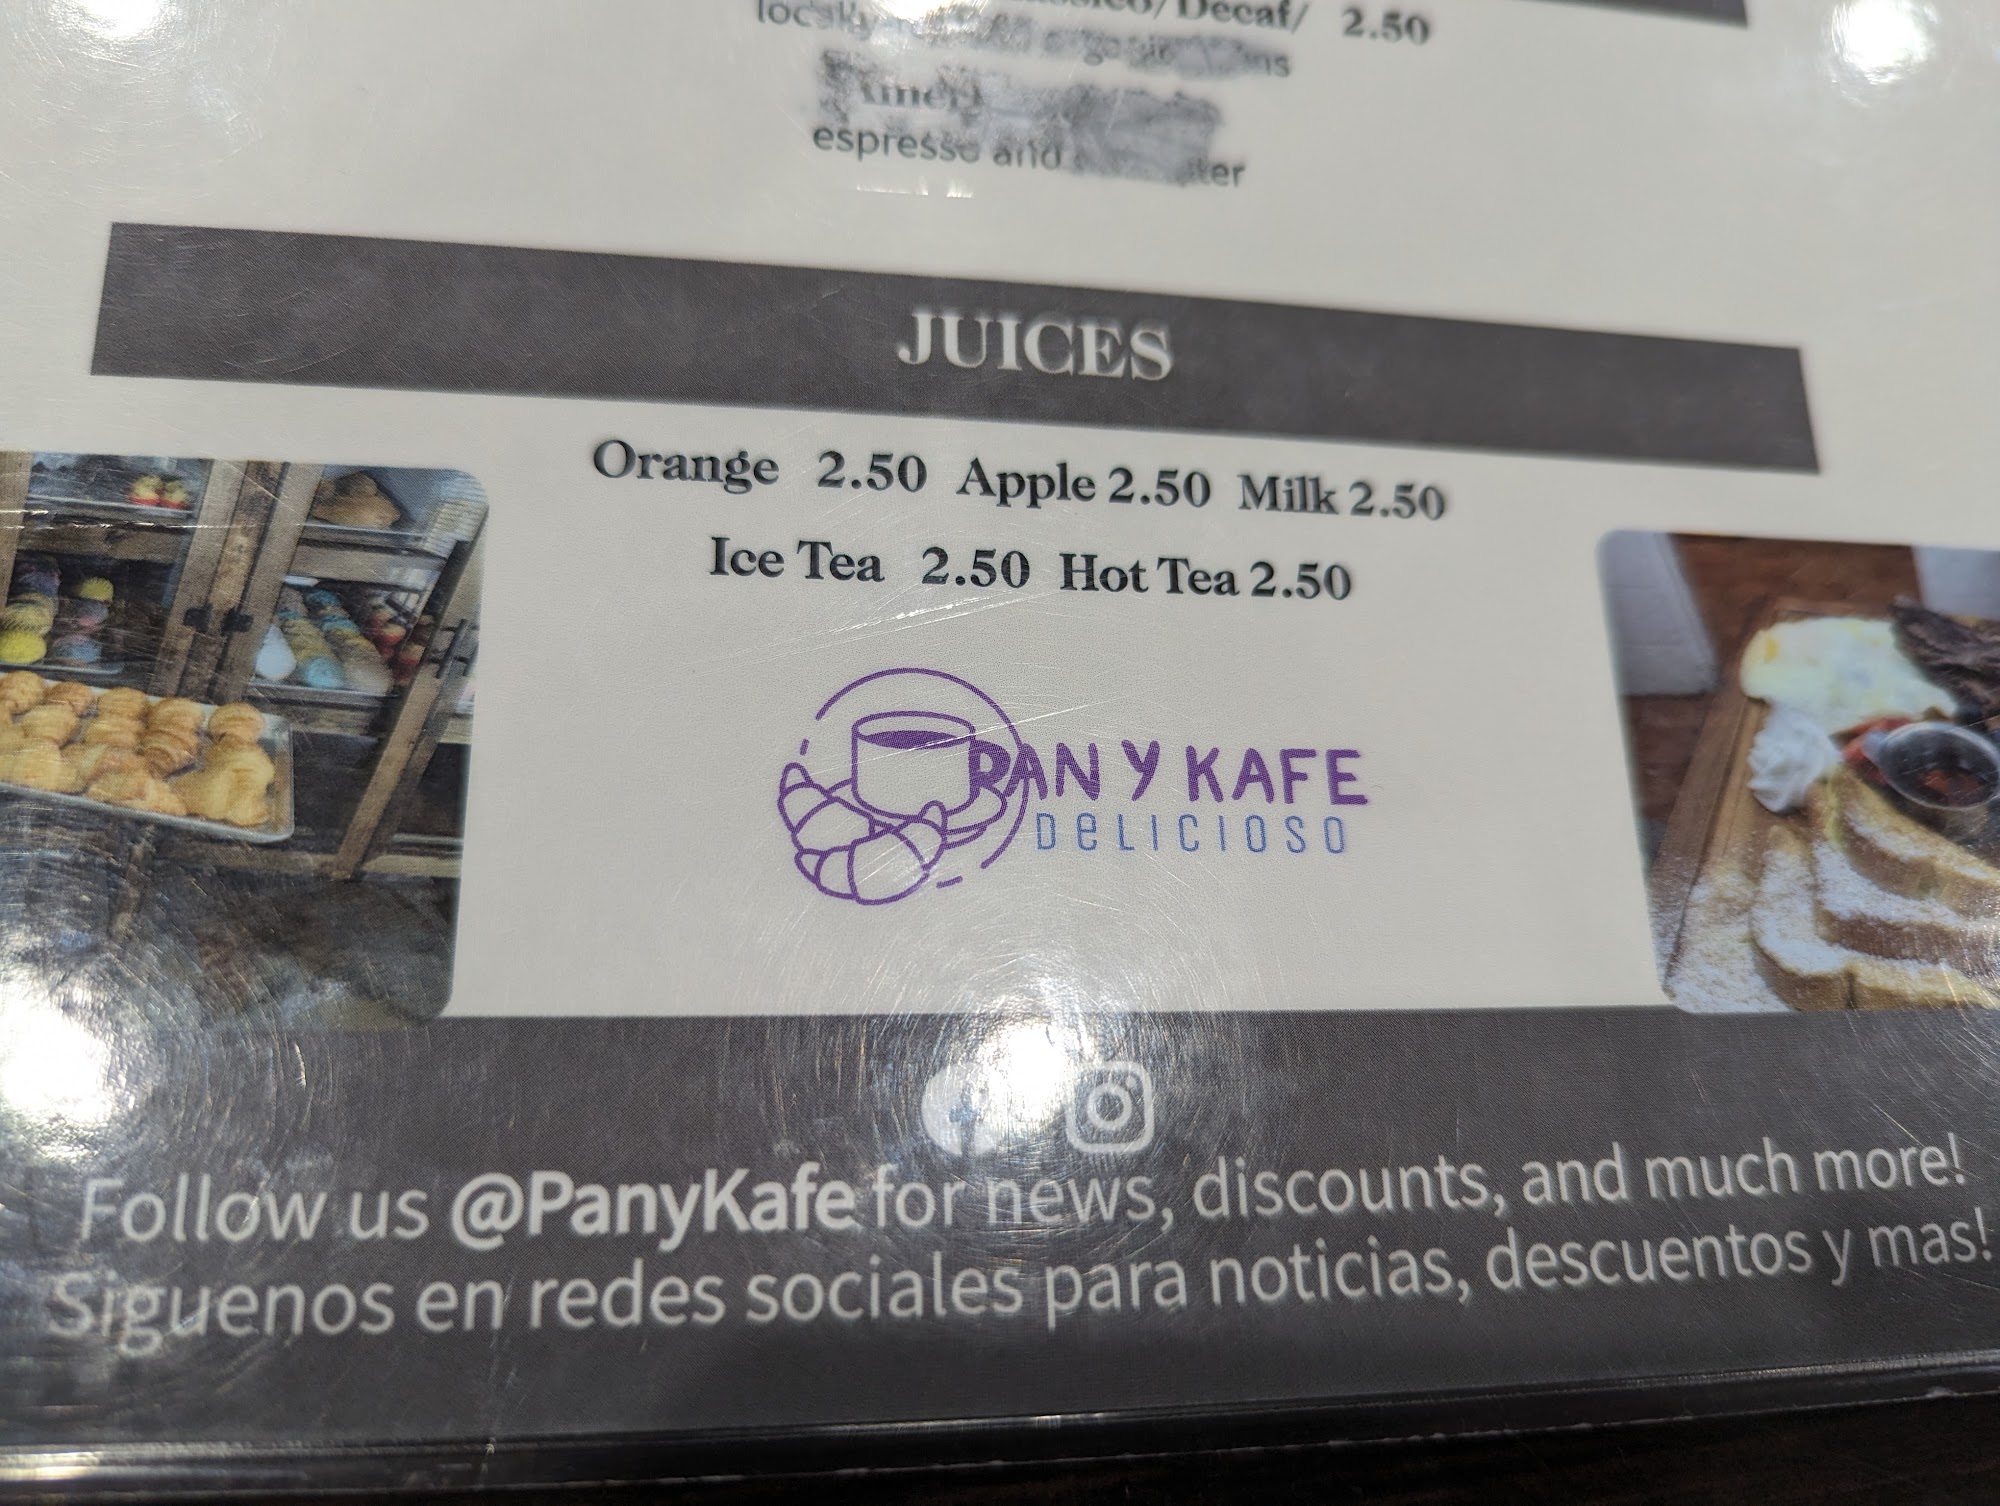 Decaf/ 2.50
locally
espresso and
JUICES
Orange 2.50 Apple 2.50 Milk 2.50
Ice Tea 2.50 Hot Tea 2.50
PAN Y KAFE
DeLICIOSO
Follow us @PanyKafe for news, discounts, and much more!
Siguenos en redes sociales para noticias, descuentos y mas!